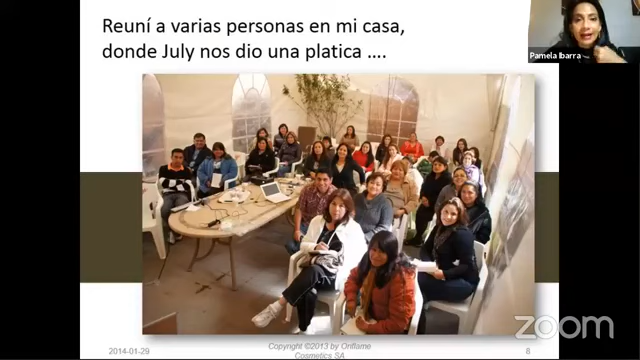 Reuní a varias personas en mi casa,
donde July nos dio una platica ….
Pamela Ibarra
2014-01-29
Copyright ©2013 by Oriflame
Cosmetics SA
8
zoom